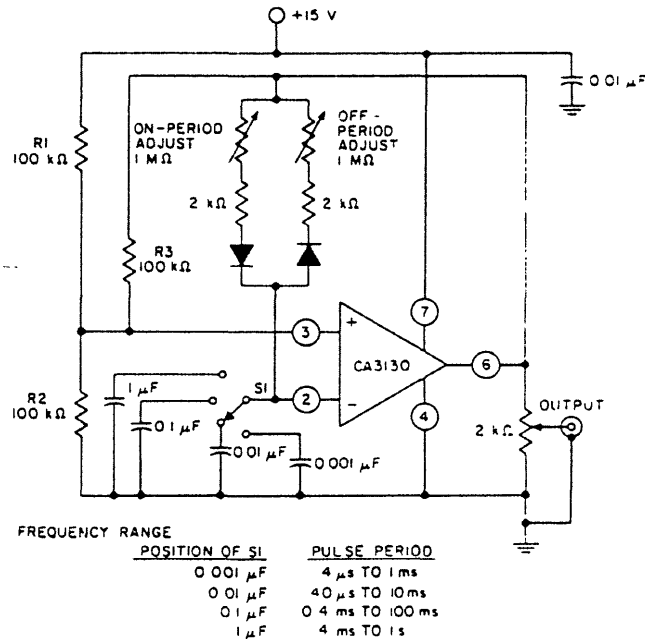 +15 V
0.01 µF
R1
100 kΩ
ON-PERIOD
ADJUST
1 MΩ
OFF -
PERIOD
ADJUST
1 MΩ
2 kΩ
2 kΩ
R3
100 kΩ
3
+
7
CA3130
6
R2
100 kΩ
1 µF
S1
2
–
4
OUTPUT
0.1 µF
0.01 µF
0.001 µF
2 kΩ
FREQUENCY RANGE
POSITION OF S1 PULSE PERIOD
0.001 µF 4 µs TO 1 ms
0.01 µF 40 µs TO 10 ms
0.1 µF 0.4 ms TO 100 ms
1 µF 4 ms TO 1 s